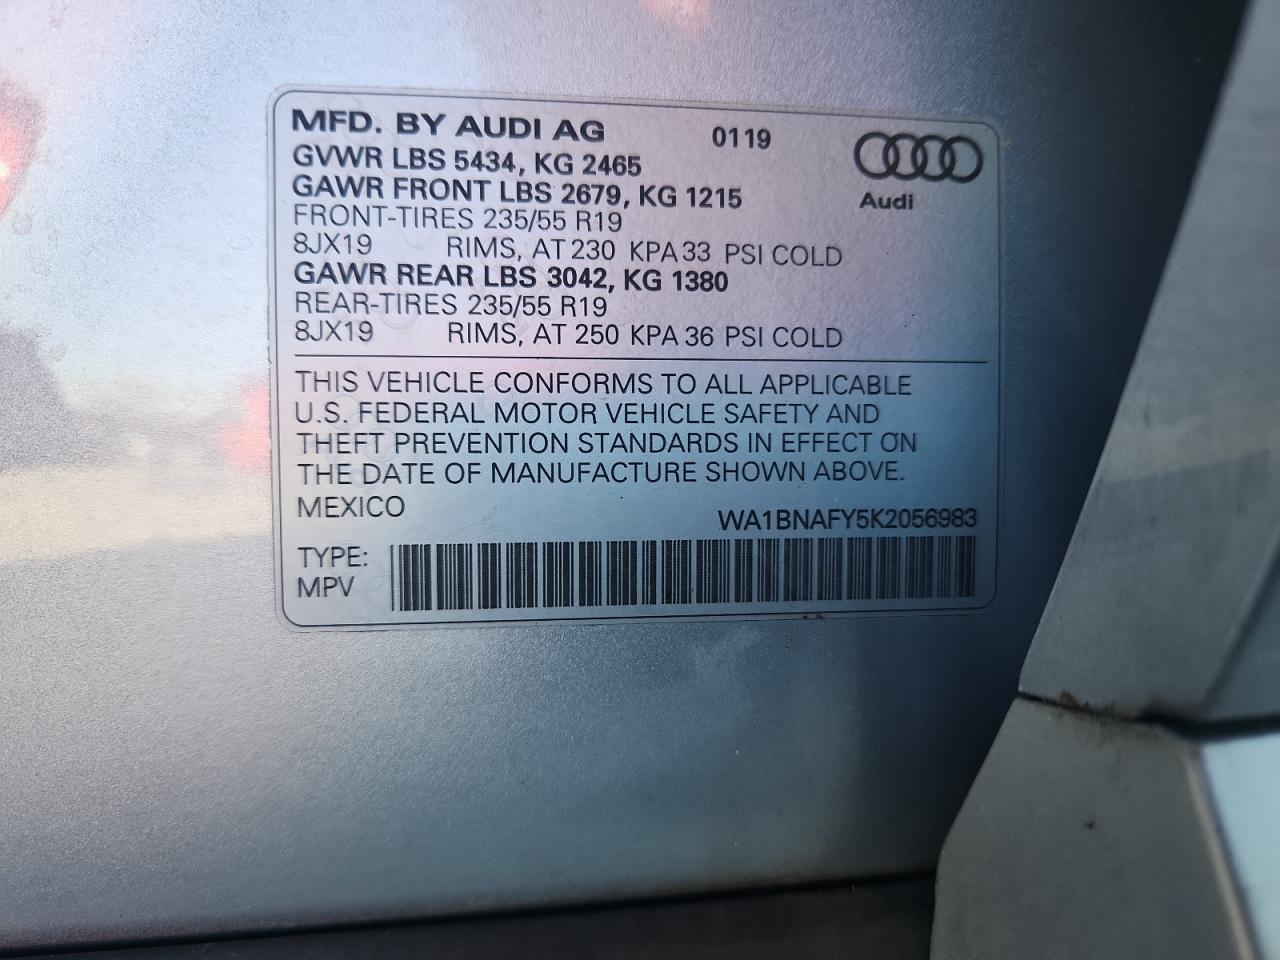 MFD. BY AUDI AG 0119
GVWR LBS 5434, KG 2465
GAWR FRONT LBS 2679, KG 1215
Audi
FRONT-TIRES 235/55 R19
8JX19 RIMS, AT 230 KPA 33 PSI COLD
GAWR REAR LBS 3042, KG 1380
REAR-TIRES 235/55 R19
8JX19 RIMS, AT 250 KPA 36 PSI COLD
THIS VEHICLE CONFORMS TO ALL APPLICABLE
U.S. FEDERAL MOTOR VEHICLE SAFETY AND
THEFT PREVENTION STANDARDS IN EFFECT ON
THE DATE OF MANUFACTURE SHOWN ABOVE.
MEXICO
WA1BNAFY5K2056983
TYPE:
MPV